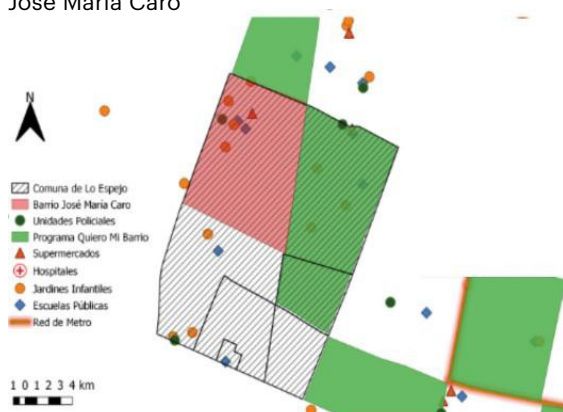 José María Caro
N
Comuna de Lo Espejo
Barrio José María Caro
Unidades Policiales
Programa Quiero Mi Barrio
Supermercados
Hospitales
Jardines Infantiles
Escuelas Públicas
Red de Metro
1 0 1 2 3 4 km